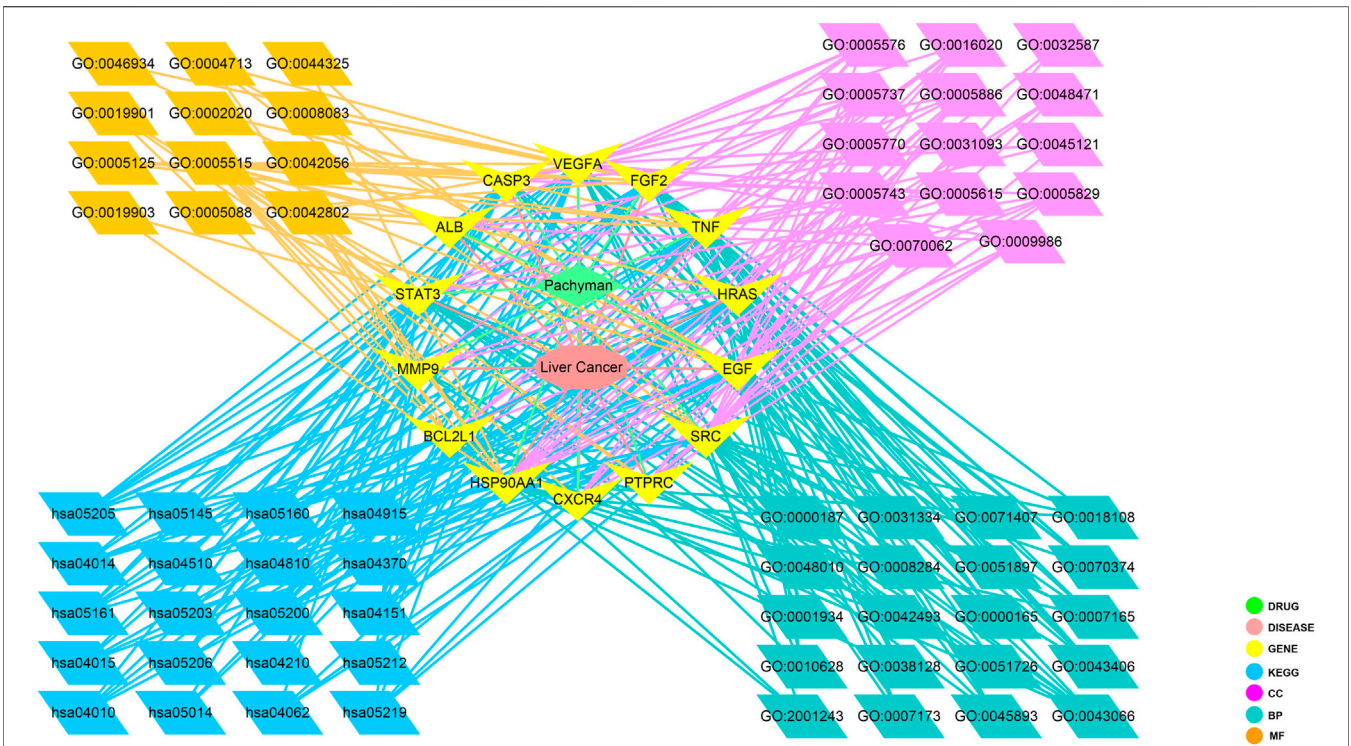 GO:0046934 GO:0004713 GO:0044325
GO:0019901 GO:0002020 GO:0008083
GO:0005125 GO:0005515 GO:0042056
GO:0019903 GO:0005088 GO:0042802
GO:0005576 GO:0016020 GO:0032587
GO:0005737 GO:0005886 GO:0048471
GO:0005770 GO:0031093 GO:0045121
GO:0005743 GO:0005615 GO:0005829
GO:0070062 GO:0009986
VEGFA
CASP3 FGF2
ALB TNF
Pachyman
STAT3 HRAS
Liver Cancer
MMP9 EGF
BCL2L1 SRC
HSP90AA1 PTPRC
CXCR4
hsa05205 hsa05145 hsa05160 hsa04915
hsa04014 hsa04510 hsa04810 hsa04370
hsa05161 hsa05203 hsa05200 hsa04151
hsa04015 hsa05206 hsa04210 hsa05212
hsa04010 hsa05014 hsa04062 hsa05219
GO:0000187 GO:0031334 GO:0071407 GO:0018108
GO:0048010 GO:0008284 GO:0051897 GO:0070374
GO:0001934 GO:0042493 GO:0000165 GO:0007165
GO:0010628 GO:0038128 GO:0051726 GO:0043406
GO:2001243 GO:0007173 GO:0045893 GO:0043066
DRUG
DISEASE
GENE
KEGG
CC
BP
MF